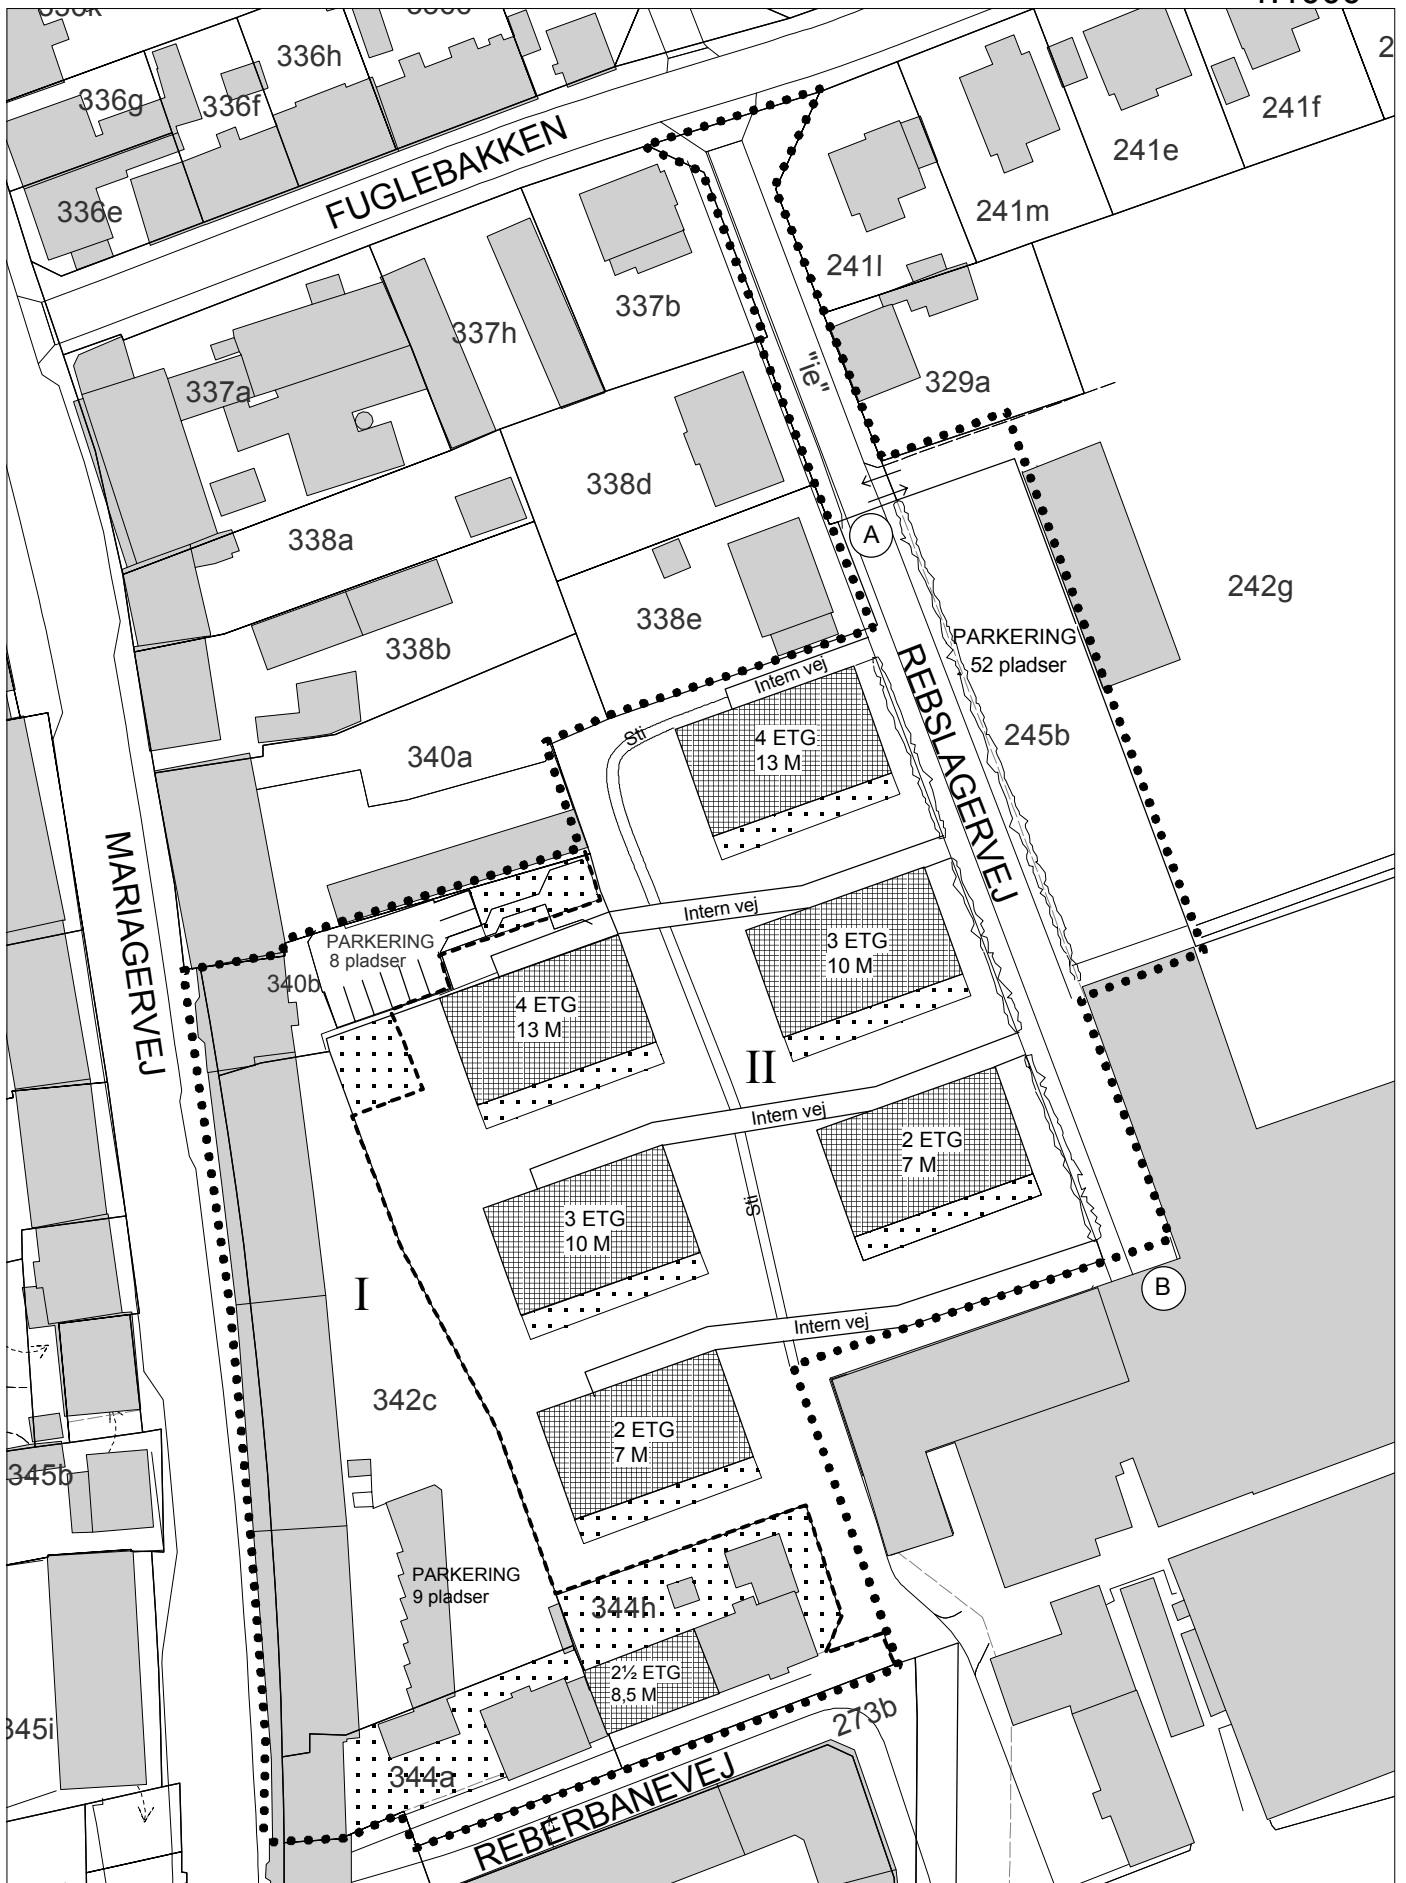 336h
336g
336f
241f
241e
FUGLEBAKKEN
336e
241m
241l
337b
337h
"ie"
329a
337a
338d
338a
A
242g
338e
PARKERING
52 pladser
338b
Intern vej
REBSLAGERVEJ
Sti
4 ETG
13 M
245b
340a
MARIAGERVEJ
Intern vej
PARKERING
8 pladser
3 ETG
10 M
340b
4 ETG
13 M
II
Intern vej
2 ETG
7 M
Sti
3 ETG
10 M
I
B
Intern vej
342c
2 ETG
7 M
345b
PARKERING
9 pladser
344h
2½ ETG
8,5 M
273b
345i
344a
REBERBANEVEJ